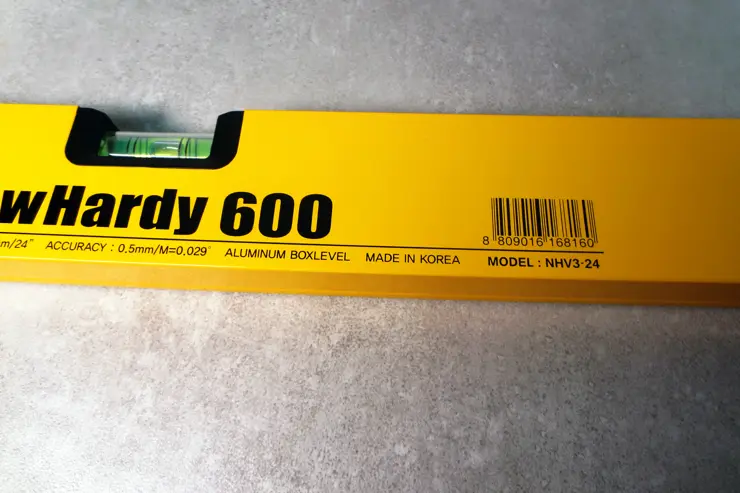 wHardy 600
m/24" ACCURACY : 0.5mm/M=0.029° ALUMINUM BOXLEVEL MADE IN KOREA
8 809016 168160
MODEL : NHV3-24